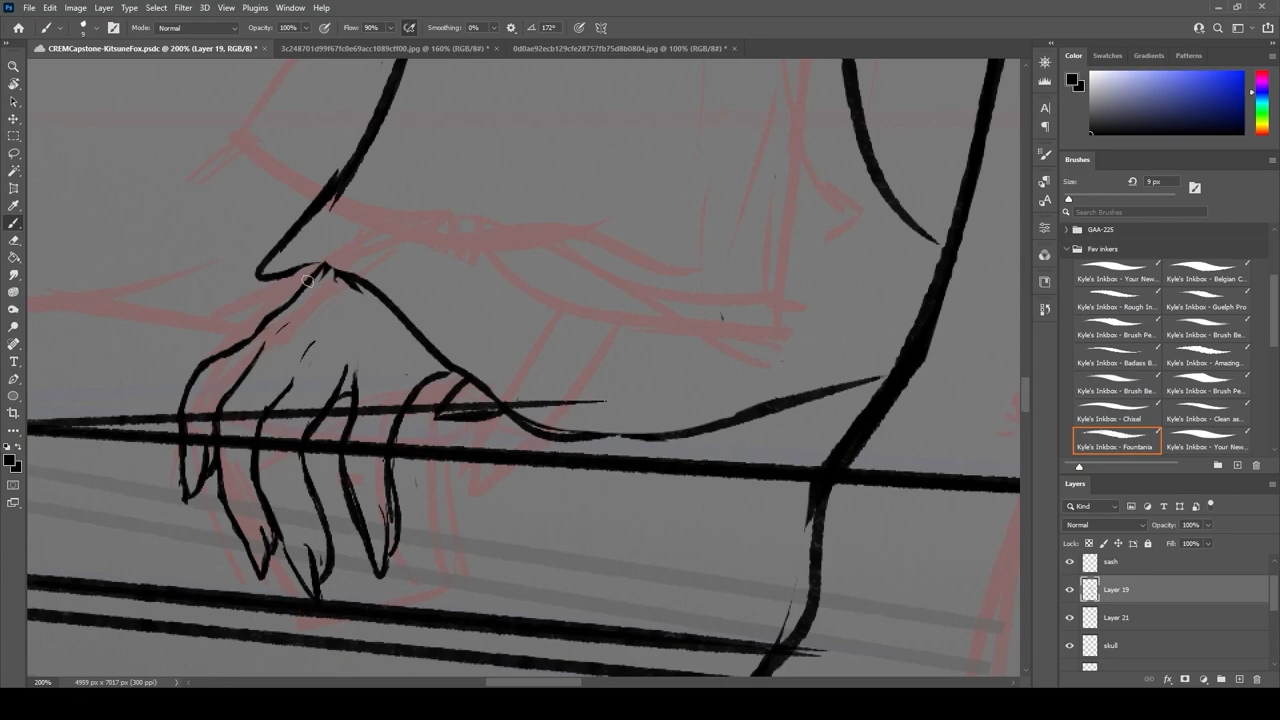 File Edit Image Layer Type Select Filter 3D View Plugins Window Help
9 Mode: Normal Opacity: 100% Flow: 90% Smoothing: 0% 172°
CREMCapstone-KitsuneFox.psdc @ 200% (Layer 19, RGB/8) * × 3c248701d99f67fc0e69acc1089cff00.jpg @ 160% (RGB/8#) * × 0d0ae92ecb129cfe28757fb75d8b0804.jpg @ 100% (RGB/8#) * ×
Color Swatches Gradients Patterns
Brushes
Size: 9 px
Search Brushes
GAA-225
Fav inkers
Kyle's Inkbox - Your New... Kyle's Inkbox - Belgian C...
Kyle's Inkbox - Rough In... Kyle's Inkbox - Guelph Pro
Kyle's Inkbox - Brush Pe... Kyle's Inkbox - Brush Be...
Kyle's Inkbox - Badass B... Kyle's Inkbox - Amazing...
Kyle's Inkbox - Brush Be... Kyle's Inkbox - Brush Pe...
Kyle's Inkbox - Chisel Kyle's Inkbox - Clean as...
Kyle's Inkbox - Fountania Kyle's Inkbox - Your New...
Layers
Kind
Normal Opacity: 100%
Lock: Fill: 100%
sash
Layer 19
Layer 21
skull
200% 4959 px x 7017 px (300 ppi)